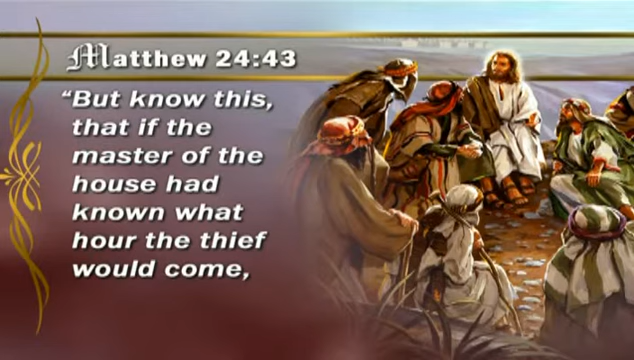 Matthew 24:43
“But know this,
that if the
master of the
house had
known what
hour the thief
would come,